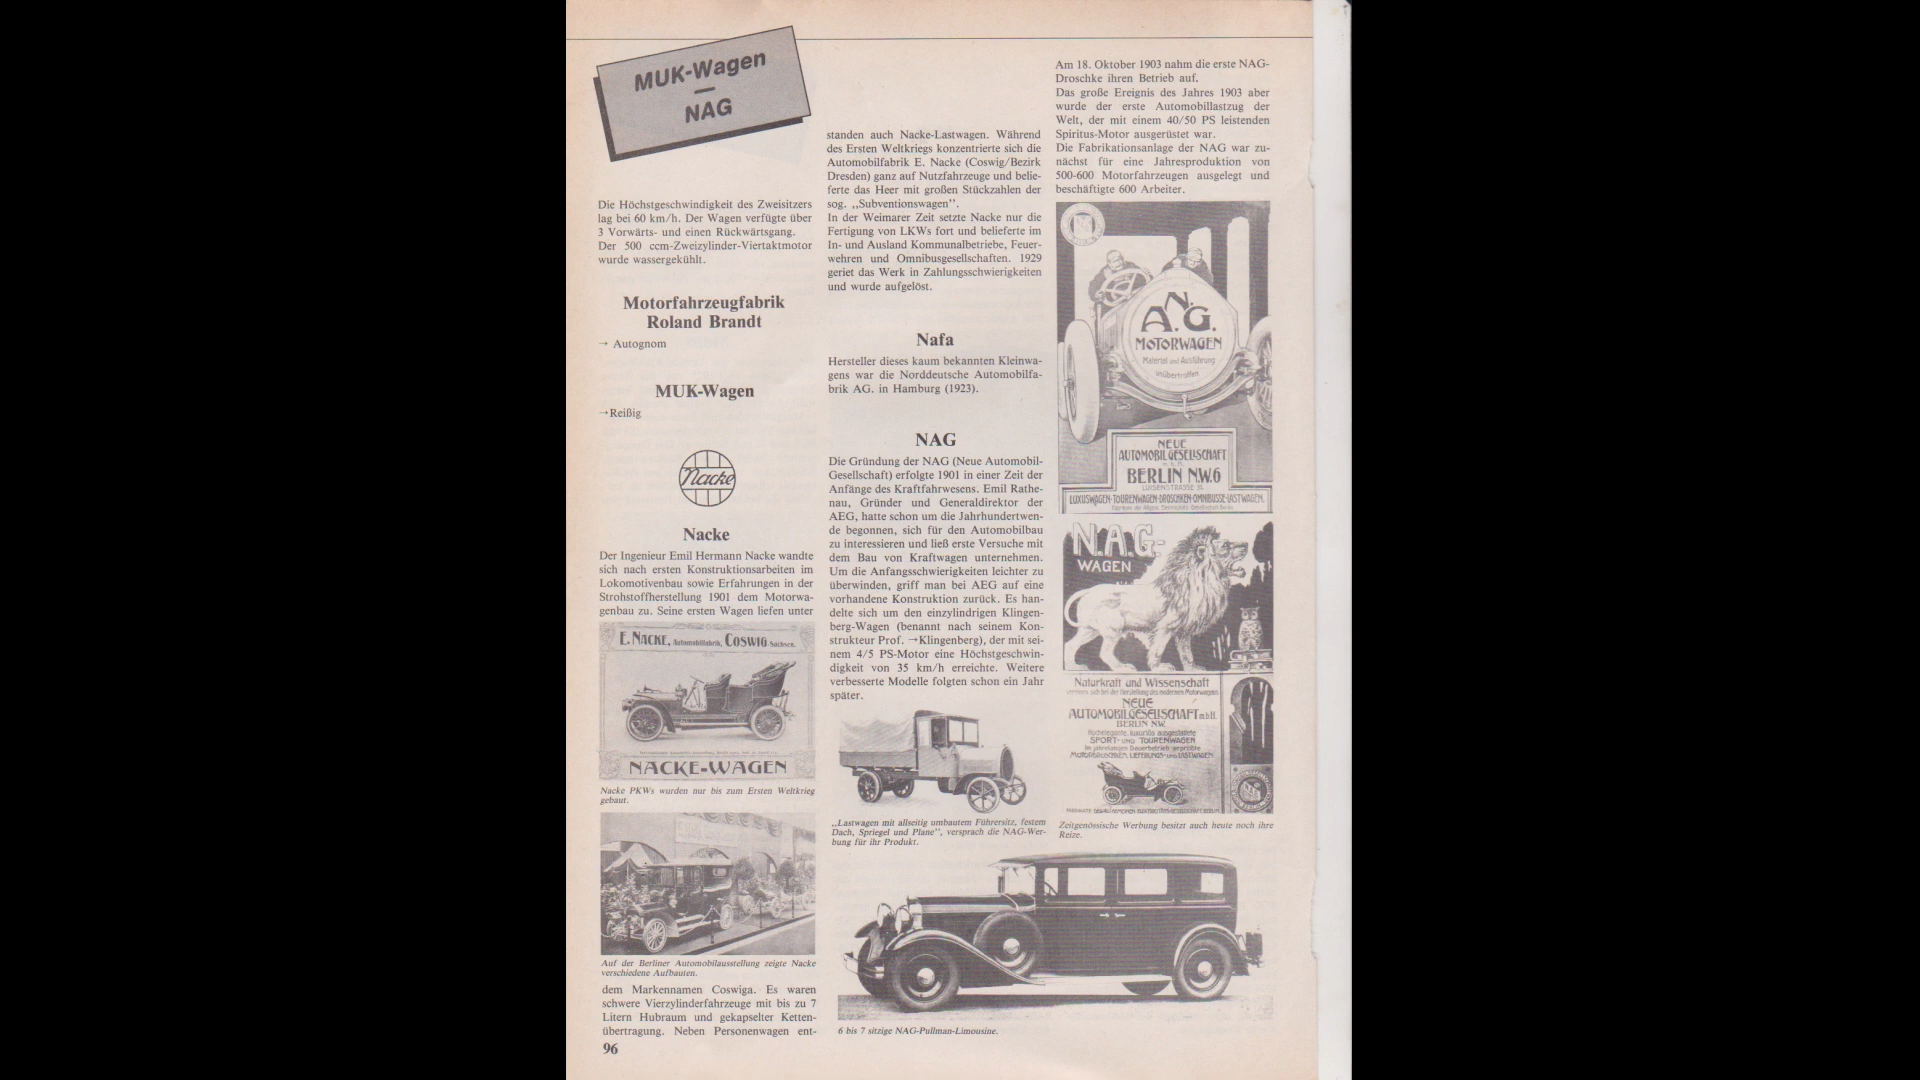 MUK-Wagen
—
NAG
Die Höchstgeschwindigkeit des Zweisitzers
lag bei 60 km/h. Der Wagen verfügte über
3 Vorwärts- und einen Rückwärtsgang.
Der 500 ccm-Zweizylinder-Viertaktmotor
wurde wassergekühlt.
Motorfahrzeugfabrik
Roland Brandt
→ Autognom
MUK-Wagen
→Reißig
Nacke
Nacke
Der Ingenieur Emil Hermann Nacke wandte
sich nach ersten Konstruktionsarbeiten im
Lokomotivenbau sowie Erfahrungen in der
Strohstoffherstellung 1901 dem Motorwa-
genbau zu. Seine ersten Wagen liefen unter
E. NACKE, Automobilfabrik, COSWIG-Sachsen.
NACKE-WAGEN
Nacke PKWs wurden nur bis zum Ersten Weltkrieg
gebaut.
Auf der Berliner Automobilausstellung zeigte Nacke
verschiedene Aufbauten.
dem Markennamen Coswiga. Es waren
schwere Vierzylinderfahrzeuge mit bis zu 7
Litern Hubraum und gekapselter Ketten-
übertragung. Neben Personenwagen ent-
96
standen auch Nacke-Lastwagen. Während
des Ersten Weltkriegs konzentrierte sich die
Automobilfabrik E. Nacke (Coswig/Bezirk
Dresden) ganz auf Nutzfahrzeuge und belie-
ferte das Heer mit großen Stückzahlen der
sog. ,,Subventionswagen''.
In der Weimarer Zeit setzte Nacke nur die
Fertigung von LKWs fort und belieferte im
In- und Ausland Kommunalbetriebe, Feuer-
wehren und Omnibusgesellschaften. 1929
geriet das Werk in Zahlungsschwierigkeiten
und wurde aufgelöst.
Nafa
Hersteller dieses kaum bekannten Kleinwa-
gens war die Norddeutsche Automobilfa-
brik AG. in Hamburg (1923).
NAG
Die Gründung der NAG (Neue Automobil-
Gesellschaft) erfolgte 1901 in einer Zeit der
Anfänge des Kraftfahrwesens. Emil Rathe-
nau, Gründer und Generaldirektor der
AEG, hatte schon um die Jahrhundertwen-
de begonnen, sich für den Automobilbau
zu interessieren und ließ erste Versuche mit
dem Bau von Kraftwagen unternehmen.
Um die Anfangsschwierigkeiten leichter zu
überwinden, griff man bei AEG auf eine
vorhandene Konstruktion zurück. Es han-
delte sich um den einzylindrigen Klingen-
berg-Wagen (benannt nach seinem Kon-
strukteur Prof. →Klingenberg), der mit sei-
nem 4/5 PS-Motor eine Höchstgeschwin-
digkeit von 35 km/h erreichte. Weitere
verbesserte Modelle folgten schon ein Jahr
später.
,,Lastwagen mit allseitig umbautem Führersitz, festem
Dach, Spriegel und Plane'', versprach die NAG-Wer-
bung für ihr Produkt.
6 bis 7 sitzige NAG-Pullman-Limousine.
Am 18. Oktober 1903 nahm die erste NAG-
Droschke ihren Betrieb auf.
Das große Ereignis des Jahres 1903 aber
wurde der erste Automobillastzug der
Welt, der mit einem 40/50 PS leistenden
Spiritus-Motor ausgerüstet war.
Die Fabrikationsanlage der NAG war zu-
nächst für eine Jahresproduktion von
500-600 Motorfahrzeugen ausgelegt und
beschäftigte 600 Arbeiter.
N.
A.G.
MOTORWAGEN
Material und Ausführung
unübertroffen
NEUE
AUTOMOBIL GESELLSCHAFT
m.b.H.
BERLIN N.W.6
LUISENSTRASSE 31.
LUXUSWAGEN·TOURENWAGEN·DROSCHKEN·OMNIBUSSE·LASTWAGEN.
N.A.G.-
WAGEN
Naturkraft und Wissenschaft
vereinen sich bei der Herstellung des modernen Motorwagens
NEUE
AUTOMOBILGESELLSCHAFT m.b.H.
BERLIN NW.
Hochelegante, luxuriös ausgestattete
SPORT- UND TOURENWAGEN
Im jahrelangen Dauerbetrieb erprobte
MOTORDROSCHKEN, LIEFERUNGS- und LASTWAGEN
Zeitgenössische Werbung besitzt auch heute noch ihre
Reize.